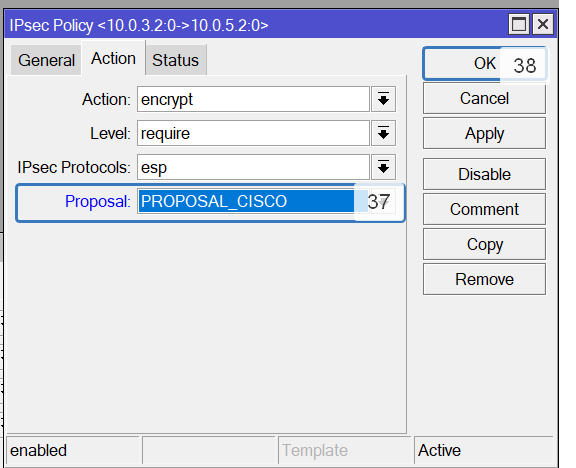 IPsec Policy <10.0.3.2:0->10.0.5.2:0>
General Action Status
Action: encrypt
Level: require
IPsec Protocols: esp
Proposal: PROPOSAL_CISCO 37
OK 38
Cancel
Apply
Disable
Comment
Copy
Remove
enabled Template Active